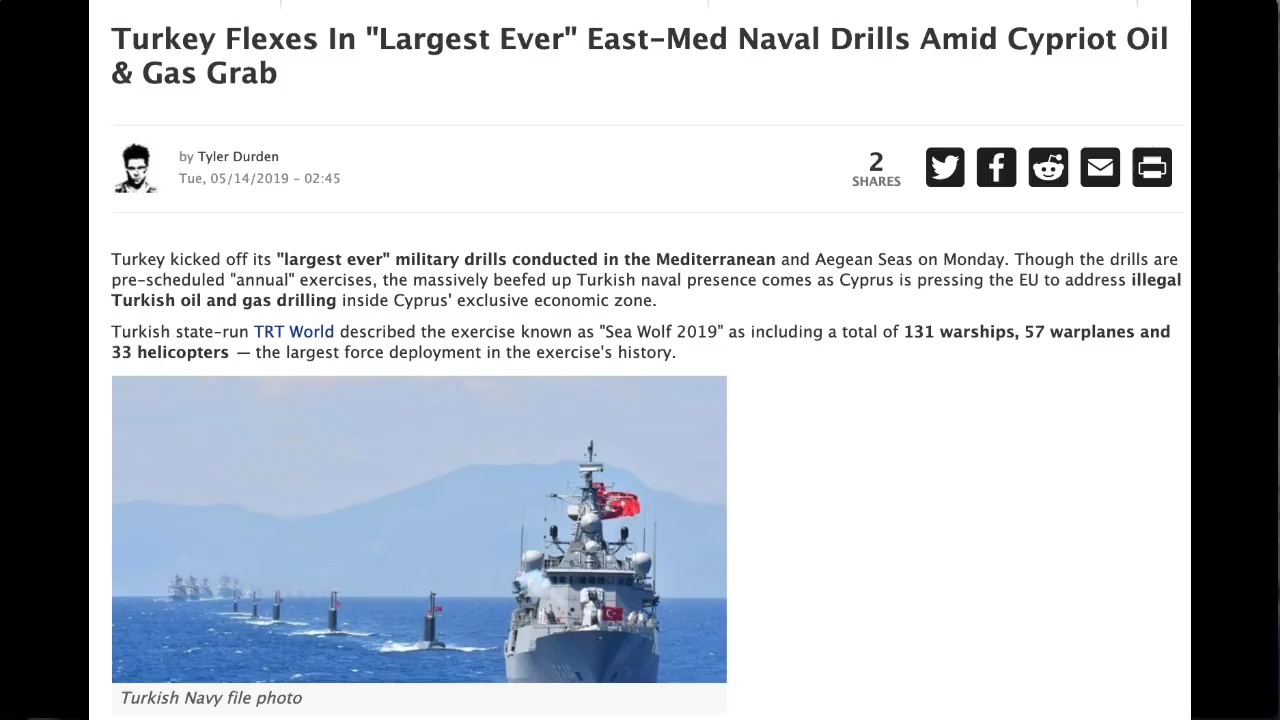 Turkey Flexes In "Largest Ever" East-Med Naval Drills Amid Cypriot Oil
& Gas Grab
by Tyler Durden
Tue, 05/14/2019 - 02:45
2
SHARES
Turkey kicked off its "largest ever" military drills conducted in the Mediterranean and Aegean Seas on Monday. Though the drills are
pre-scheduled "annual" exercises, the massively beefed up Turkish naval presence comes as Cyprus is pressing the EU to address illegal
Turkish oil and gas drilling inside Cyprus' exclusive economic zone.
Turkish state-run TRT World described the exercise known as "Sea Wolf 2019" as including a total of 131 warships, 57 warplanes and
33 helicopters — the largest force deployment in the exercise's history.
Turkish Navy file photo